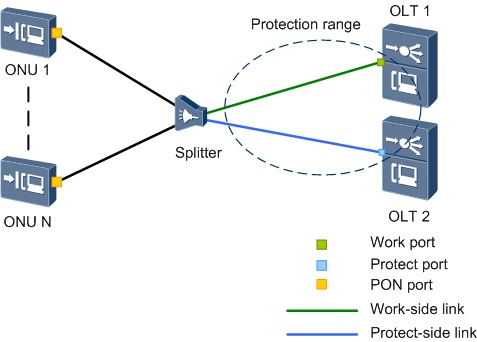 OLT 1
Protection range
ONU 1
Splitter
ONU N
OLT 2
Work port
Protect port
PON port
Work-side link
Protect-side link